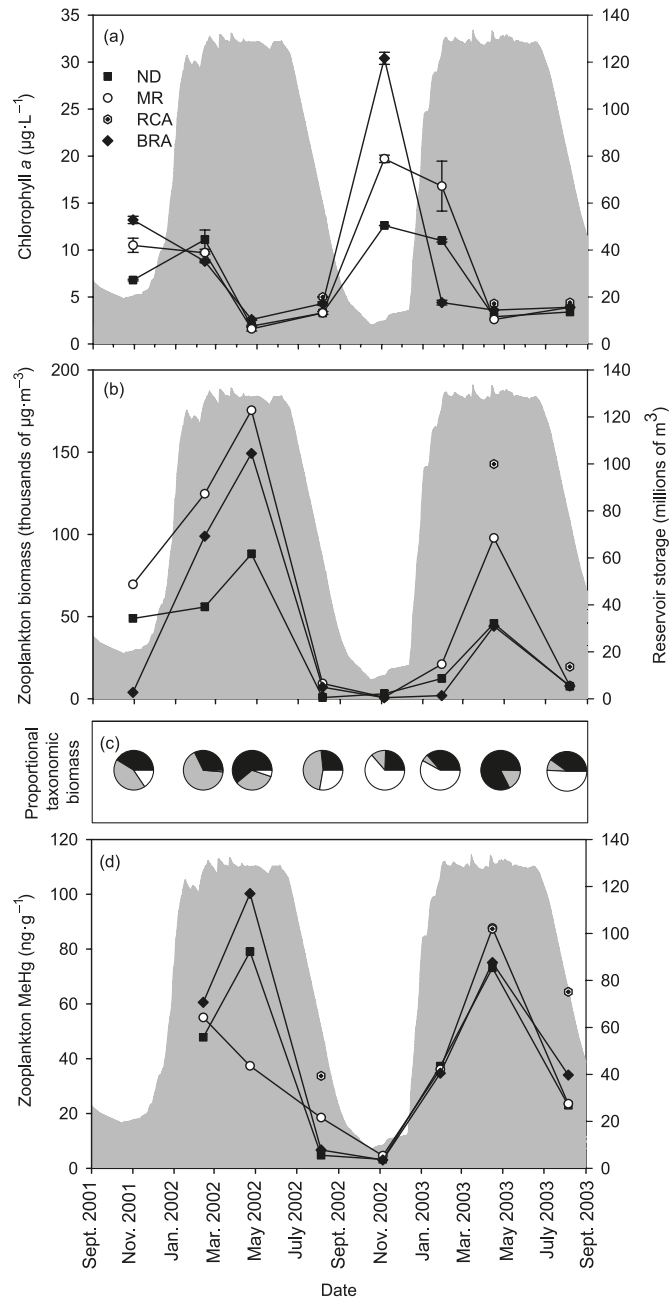 (a)
35
30
25
20
15
10
5
0
Chlorophyll a (µg·L⁻¹)
ND
MR
RCA
BRA
140
120
100
80
60
40
20
0
(b)
200
150
100
50
0
Zooplankton biomass (thousands of µg·m⁻³)
140
120
100
80
60
40
20
0
Reservoir storage (millions of m³)
(c)
Proportional
taxonomic
biomass
(d)
120
100
80
60
40
20
0
Zooplankton MeHg (ng·g⁻¹)
140
120
100
80
60
40
20
0
Sept. 2001
Nov. 2001
Jan. 2002
Mar. 2002
May 2002
July 2002
Sept. 2002
Nov. 2002
Jan. 2003
Mar. 2003
May 2003
July 2003
Sept. 2003
Date